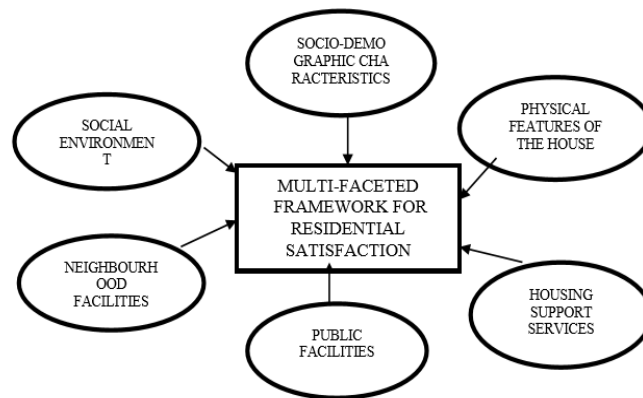 SOCIO-DEMO
GRAPHIC CHA
RACTERISTICS
SOCIAL
ENVIRONMEN
T
PHYSICAL
FEATURES OF
THE HOUSE
MULTI-FACETED
FRAMEWORK FOR
RESIDENTIAL
SATISFACTION
NEIGHBOURH
OOD
FACILITIES
PUBLIC
FACILITIES
HOUSING
SUPPORT
SERVICES